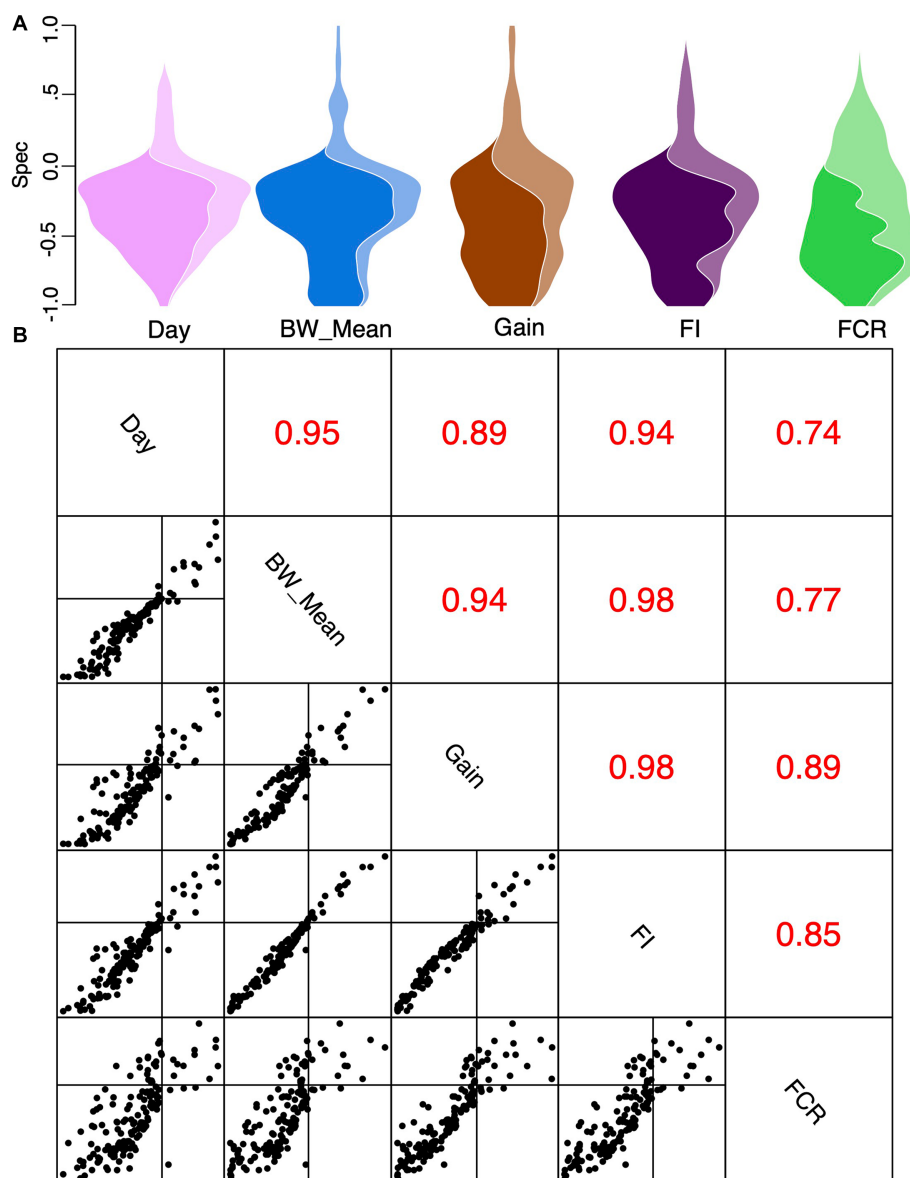 A
1.0
.5
0.0
-0.5
-1.0
Spec
Day BW_Mean Gain FI FCR
B
Day 0.95 0.89 0.94 0.74
BW_Mean 0.94 0.98 0.77
Gain 0.98 0.89
FI 0.85
FCR